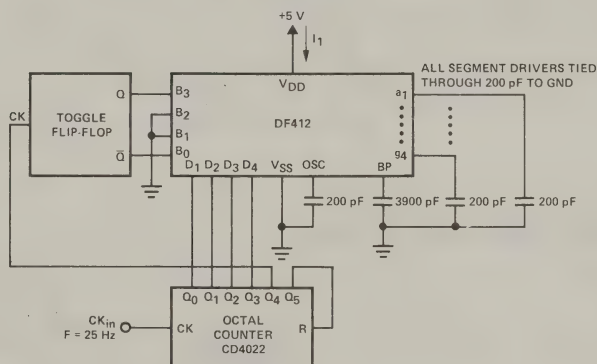 +5 V
I1
VDD
ALL SEGMENT DRIVERS TIED
THROUGH 200 pF TO GND
CK
TOGGLE
FLIP-FLOP
Q
Q̅
B3
B2
B1
B0
DF412
a1
g4
D1 D2 D3 D4 VSS OSC BP
200 pF
3900 pF
200 pF
200 pF
Q0 Q1 Q2 Q3 Q4 Q5
CKin
F = 25 Hz
CK
OCTAL
COUNTER
CD4022
R